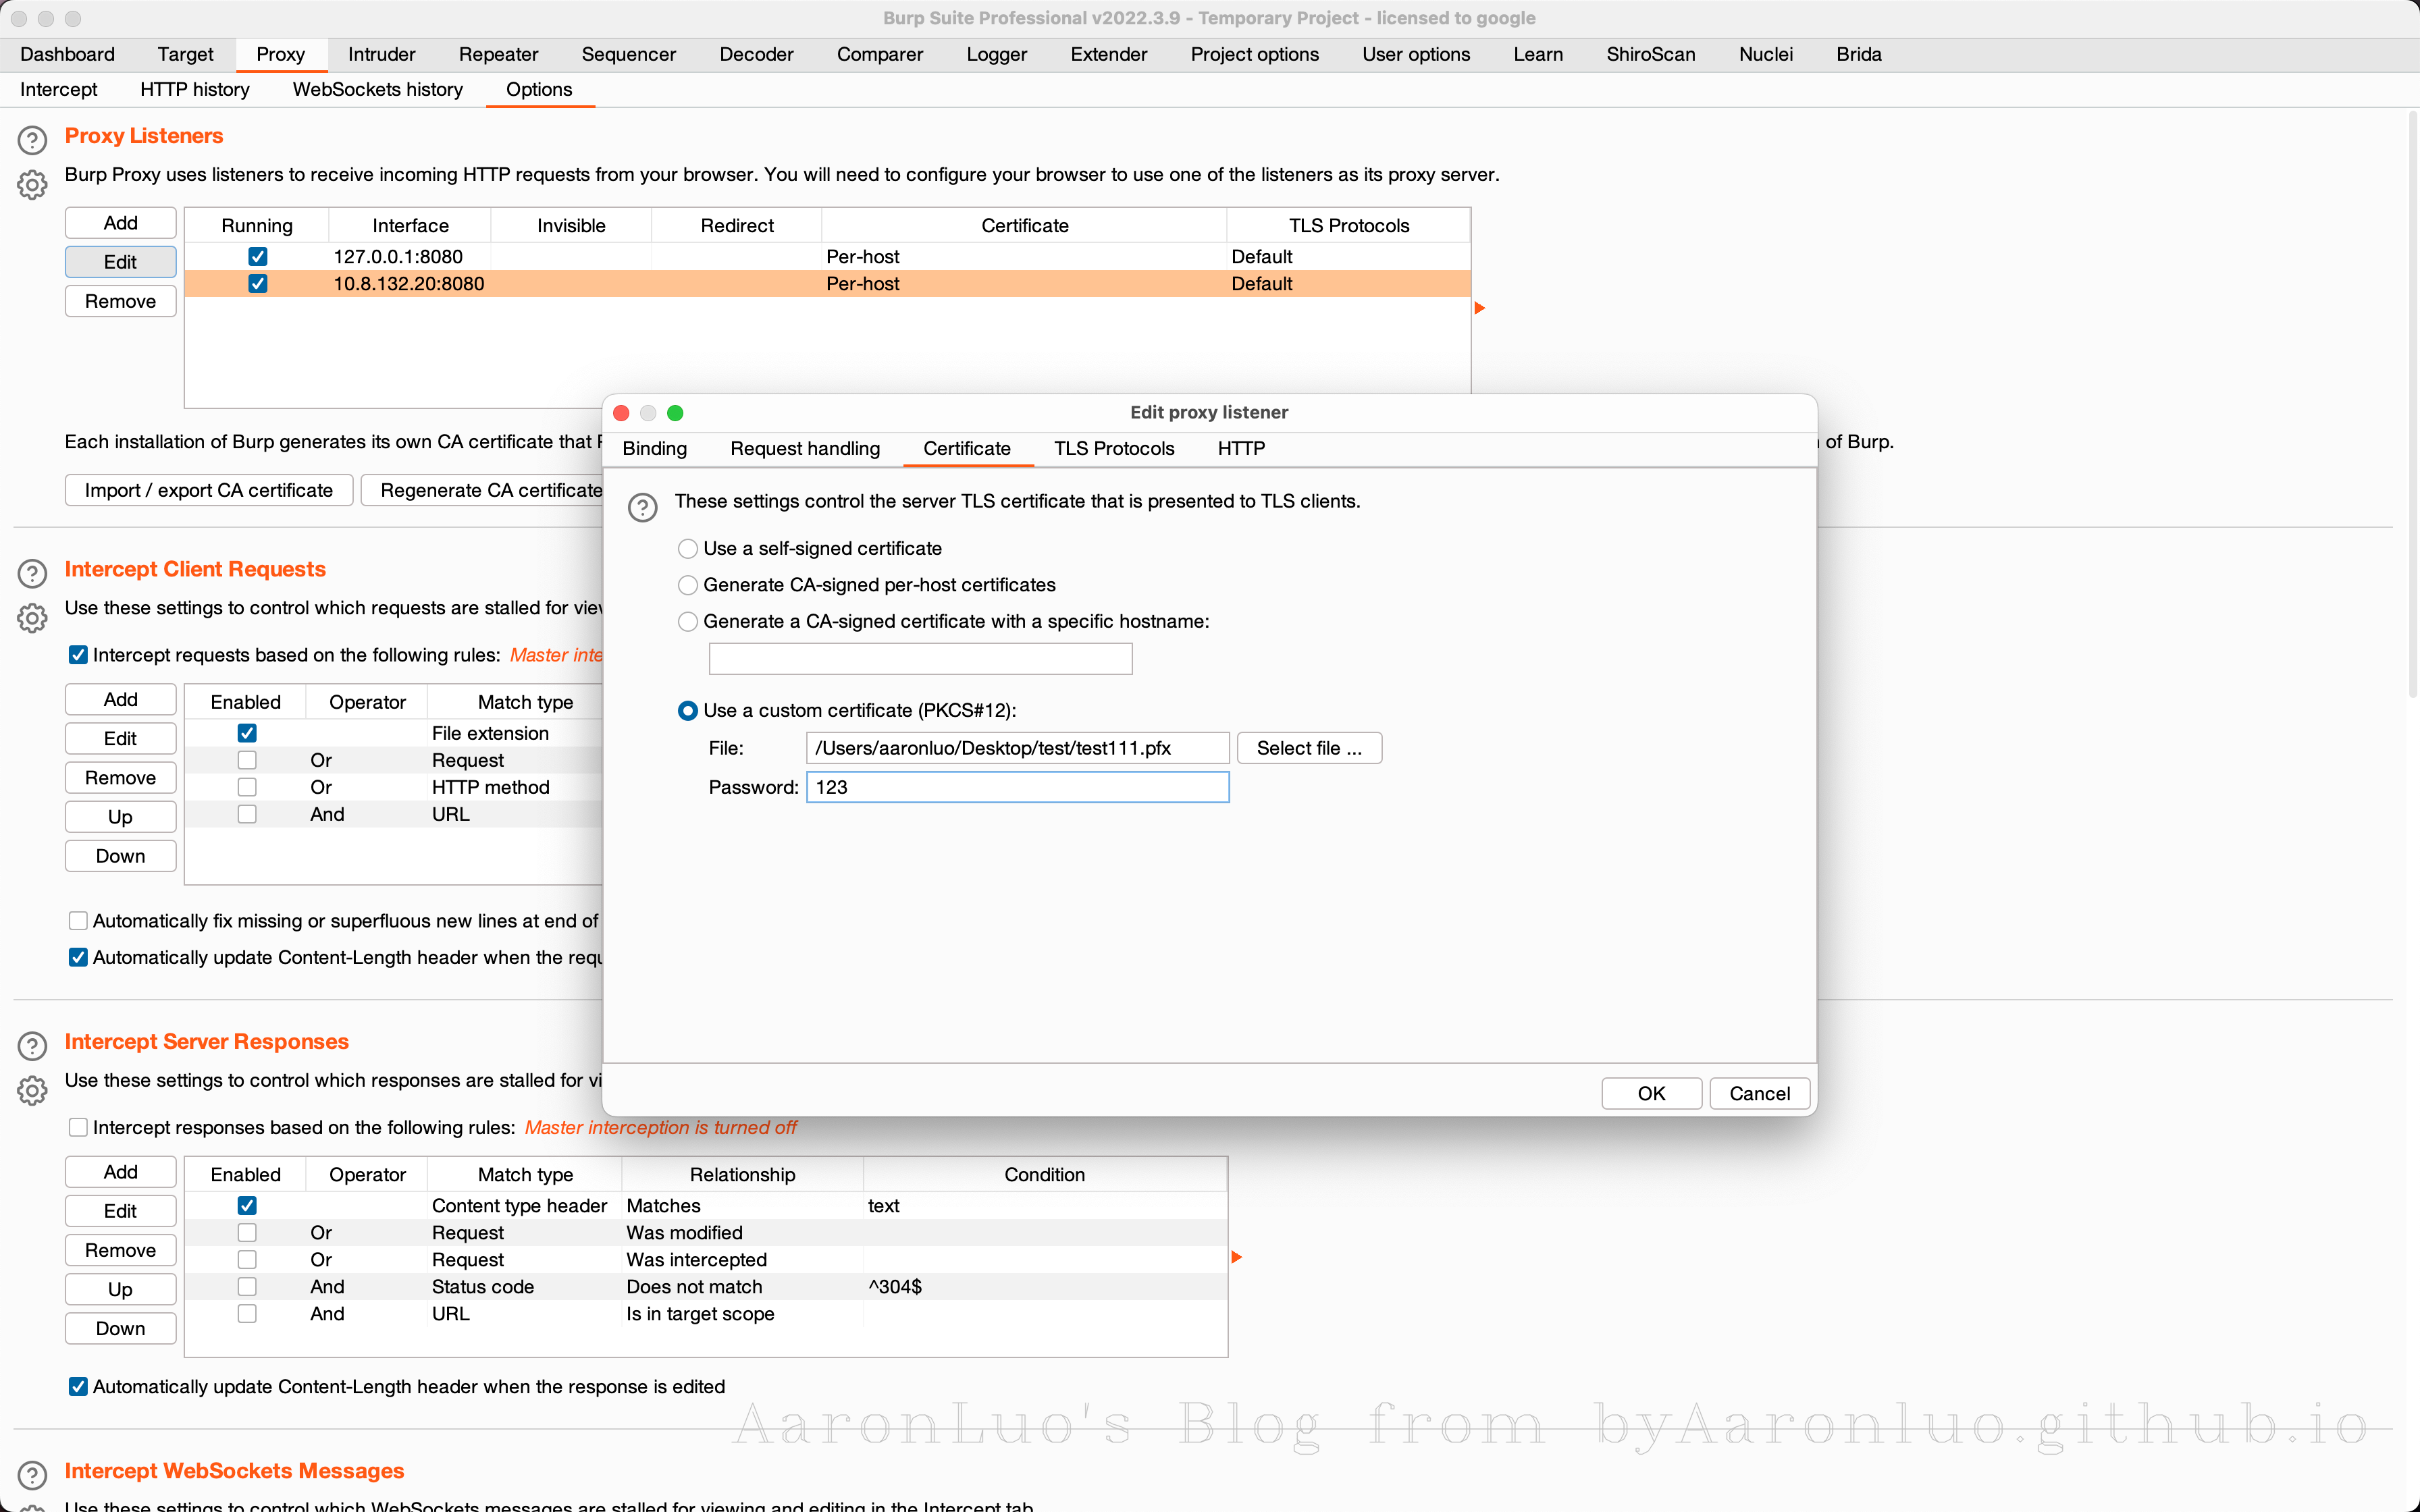 Burp Suite Professional v2022.3.9 - Temporary Project - licensed to google
Dashboard Target Proxy Intruder Repeater Sequencer Decoder Comparer Logger Extender Project options User options Learn ShiroScan Nuclei Brida
Intercept HTTP history WebSockets history Options
Proxy Listeners
Burp Proxy uses listeners to receive incoming HTTP requests from your browser. You will need to configure your browser to use one of the listeners as its proxy server.
Add
Edit
Remove
Running Interface Invisible Redirect Certificate TLS Protocols
127.0.0.1:8080 Per-host Default
10.8.132.20:8080 Per-host Default
Each installation of Burp generates its own CA certificate that
of Burp.
Import / export CA certificate Regenerate CA certificate
Edit proxy listener
Binding Request handling Certificate TLS Protocols HTTP
These settings control the server TLS certificate that is presented to TLS clients.
Use a self-signed certificate
Generate CA-signed per-host certificates
Generate a CA-signed certificate with a specific hostname:
Use a custom certificate (PKCS#12):
File: /Users/aaronluo/Desktop/test/test111.pfx Select file ...
Password: 123
OK Cancel
Intercept Client Requests
Use these settings to control which requests are stalled for
Intercept requests based on the following rules: Master
Add
Edit
Remove
Up
Down
Enabled Operator Match type
File extension
Or Request
Or HTTP method
And URL
Automatically fix missing or superfluous new lines at end of
Automatically update Content-Length header when the
Intercept Server Responses
Use these settings to control which responses are stalled for
Intercept responses based on the following rules: Master interception is turned off
Add
Edit
Remove
Up
Down
Enabled Operator Match type Relationship Condition
Content type header Matches text
Or Request Was modified
Or Request Was intercepted
And Status code Does not match ^304$
And URL Is in target scope
Automatically update Content-Length header when the response is edited
AaronLuo's Blog from byAaronluo.github.io
Intercept WebSockets Messages
Use these settings to control which WebSockets messages are stalled for viewing and editing in the Intercept tab.